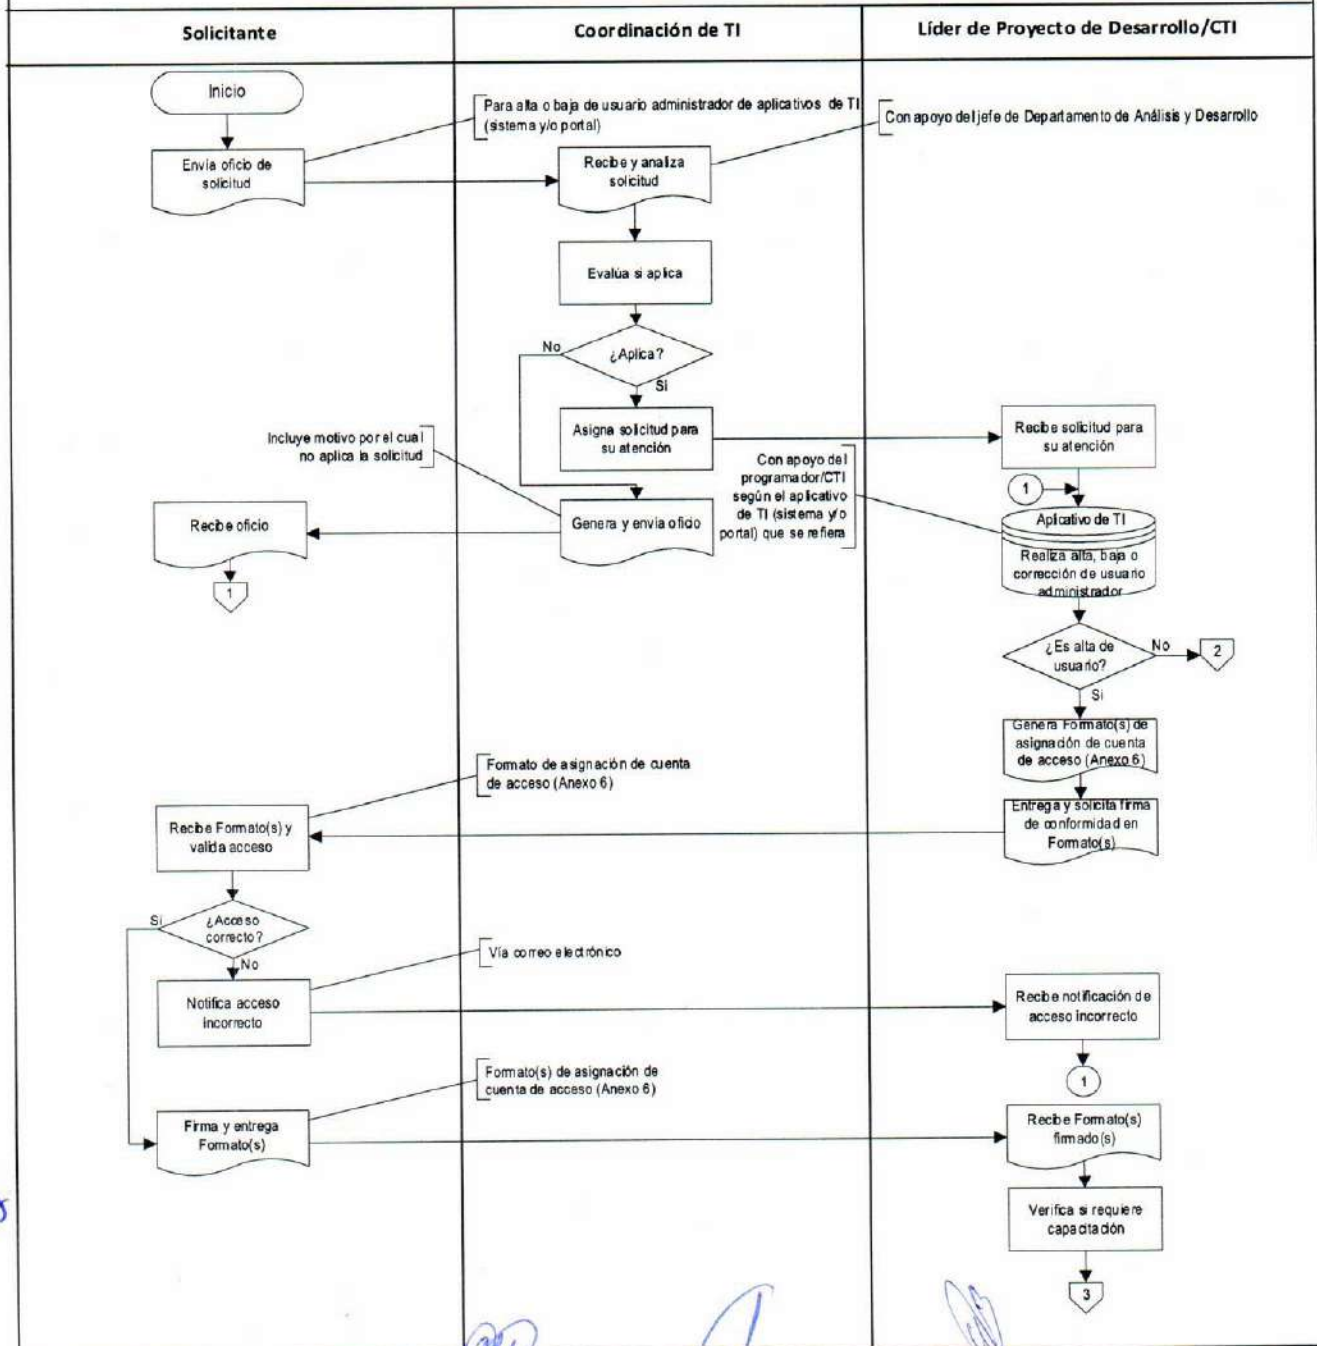 Solicitante
Coordinación de TI
Líder de Proyecto de Desarrollo/CTI
Inicio
Para alta o baja de usuario administrador de aplicativos de TI
(sistema y/o portal)
Con apoyo del jefe de Departamento de Análisis y Desarrollo
Envía oficio de
solicitud
Recibe y analiza
solicitud
Evalúa si aplica
¿Aplica?
No
Si
Asigna solicitud para
su atención
Recibe solicitud para
su atención
Incluye motivo por el cual
no aplica la solicitud
Con apoyo del
programador/CTI
según el aplicativo
de TI (sistema y/o
portal) que se refiera
1
Recibe oficio
Genera y envia oficio
Aplicativo de TI
Realiza alta, baja o
corrección de usuario
administrador
1
¿Es alta de
usuario?
No
2
Si
Genera Formato(s) de
asignación de cuenta
de acceso (Anexo 6)
Formato de asignación de cuenta
de acceso (Anexo 6)
Entrega y solicita firma
de conformidad en
Formato(s)
Recibe Formato(s) y
valida acceso
¿Acceso
correcto?
Si
No
Vía correo electrónico
Notifica acceso
incorrecto
Recibe notificación de
acceso incorrecto
1
Formato(s) de asignación de
cuenta de acceso (Anexo 6)
Firma y entrega
Formato(s)
Recibe Formato(s)
firmado(s)
Verifica si requiere
capacitación
3